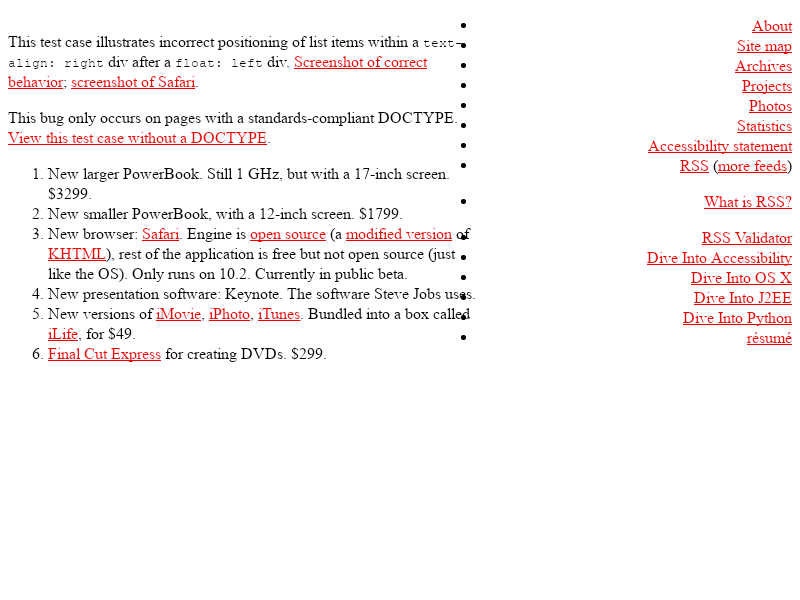 This test case illustrates incorrect positioning of list items within a text-
align: right div after a float: left div. Screenshot of correct
behavior; screenshot of Safari.
This bug only occurs on pages with a standards-compliant DOCTYPE.
View this test case without a DOCTYPE.
1. New larger PowerBook. Still 1 GHz, but with a 17-inch screen.
$3299.
2. New smaller PowerBook, with a 12-inch screen. $1799.
3. New browser: Safari. Engine is open source (a modified version of
KHTML), rest of the application is free but not open source (just
like the OS). Only runs on 10.2. Currently in public beta.
4. New presentation software: Keynote. The software Steve Jobs uses.
5. New versions of iMovie, iPhoto, iTunes. Bundled into a box called
iLife, for $49.
6. Final Cut Express for creating DVDs. $299.
• About
• Site map
• Archives
• Projects
• Photos
• Statistics
• Accessibility statement
• RSS (more feeds)
• What is RSS?
• RSS Validator
• Dive Into Accessibility
• Dive Into OS X
• Dive Into J2EE
• Dive Into Python
• résumé